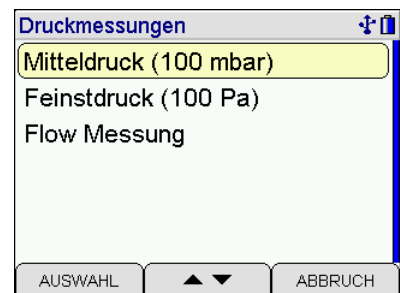 Druckmessungen
Mitteldruck (100 mbar)
Feinstdruck (100 Pa)
Flow Messung
AUSWAHL ▲ ▼ ABBRUCH